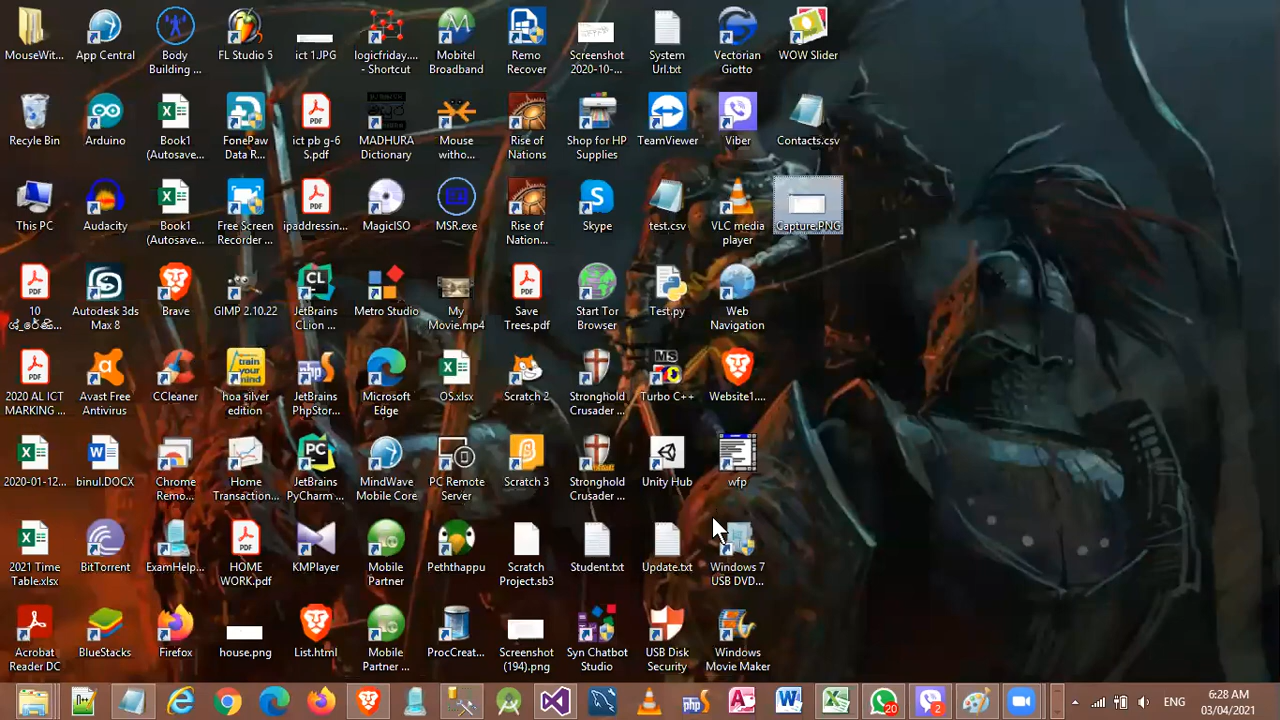 MouseWit...
App Central
Body
Building ...
FL Studio 5
ict 1.JPG
logicfriday....
- Shortcut
Mobitel
Broadband
Remo
Recover
Screenshot
2020-10-...
System
Url.txt
Vectorian
Giotto
WOW Slider
Recyle Bin
Arduino
Book1
(Autosave...
FonePaw
Data R...
ict pb g-6
S.pdf
MADHURA
Dictionary
Mouse
witho...
Rise of
Nations
Shop for HP
Supplies
TeamViewer
Viber
Contacts.csv
This PC
Audacity
Book1
(Autosave...
Free Screen
Recorder ...
ipaddressin...
MagicISO
MSR.exe
Rise of
Nation...
Skype
test.csv
VLC media
player
Capture.PNG
10
Autodesk 3ds
Max 8
Brave
GIMP 2.10.22
JetBrains
CLion ...
Metro Studio
My
Movie.mp4
Save
Trees.pdf
Start Tor
Browser
Test.py
Web
Navigation
2020 AL ICT
MARKING ...
Avast Free
Antivirus
CCleaner
hoa silver
edition
JetBrains
PhpStor...
Microsoft
Edge
OS.xlsx
Scratch 2
Stronghold
Crusader ...
Turbo C++
Website1....
2020-01-12...
binul.DOCX
Chrome
Remo...
Home
Transaction...
JetBrains
PyCharm ...
MindWave
Mobile Core
PC Remote
Server
Scratch 3
Stronghold
Crusader ...
Unity Hub
wfp
2021 Time
Table.xlsx
BitTorrent
ExamHelp...
HOME
WORK.pdf
KMPlayer
Mobile
Partner
Peththappu
Scratch
Project.sb3
Student.txt
Update.txt
Windows 7
USB DVD...
Acrobat
Reader DC
BlueStacks
Firefox
house.png
List.html
Mobile
Partner ...
ProcCreat...
Screenshot
(194).png
Syn Chatbot
Studio
USB Disk
Security
Windows
Movie Maker
20
2
6:28 AM
03/04/2021